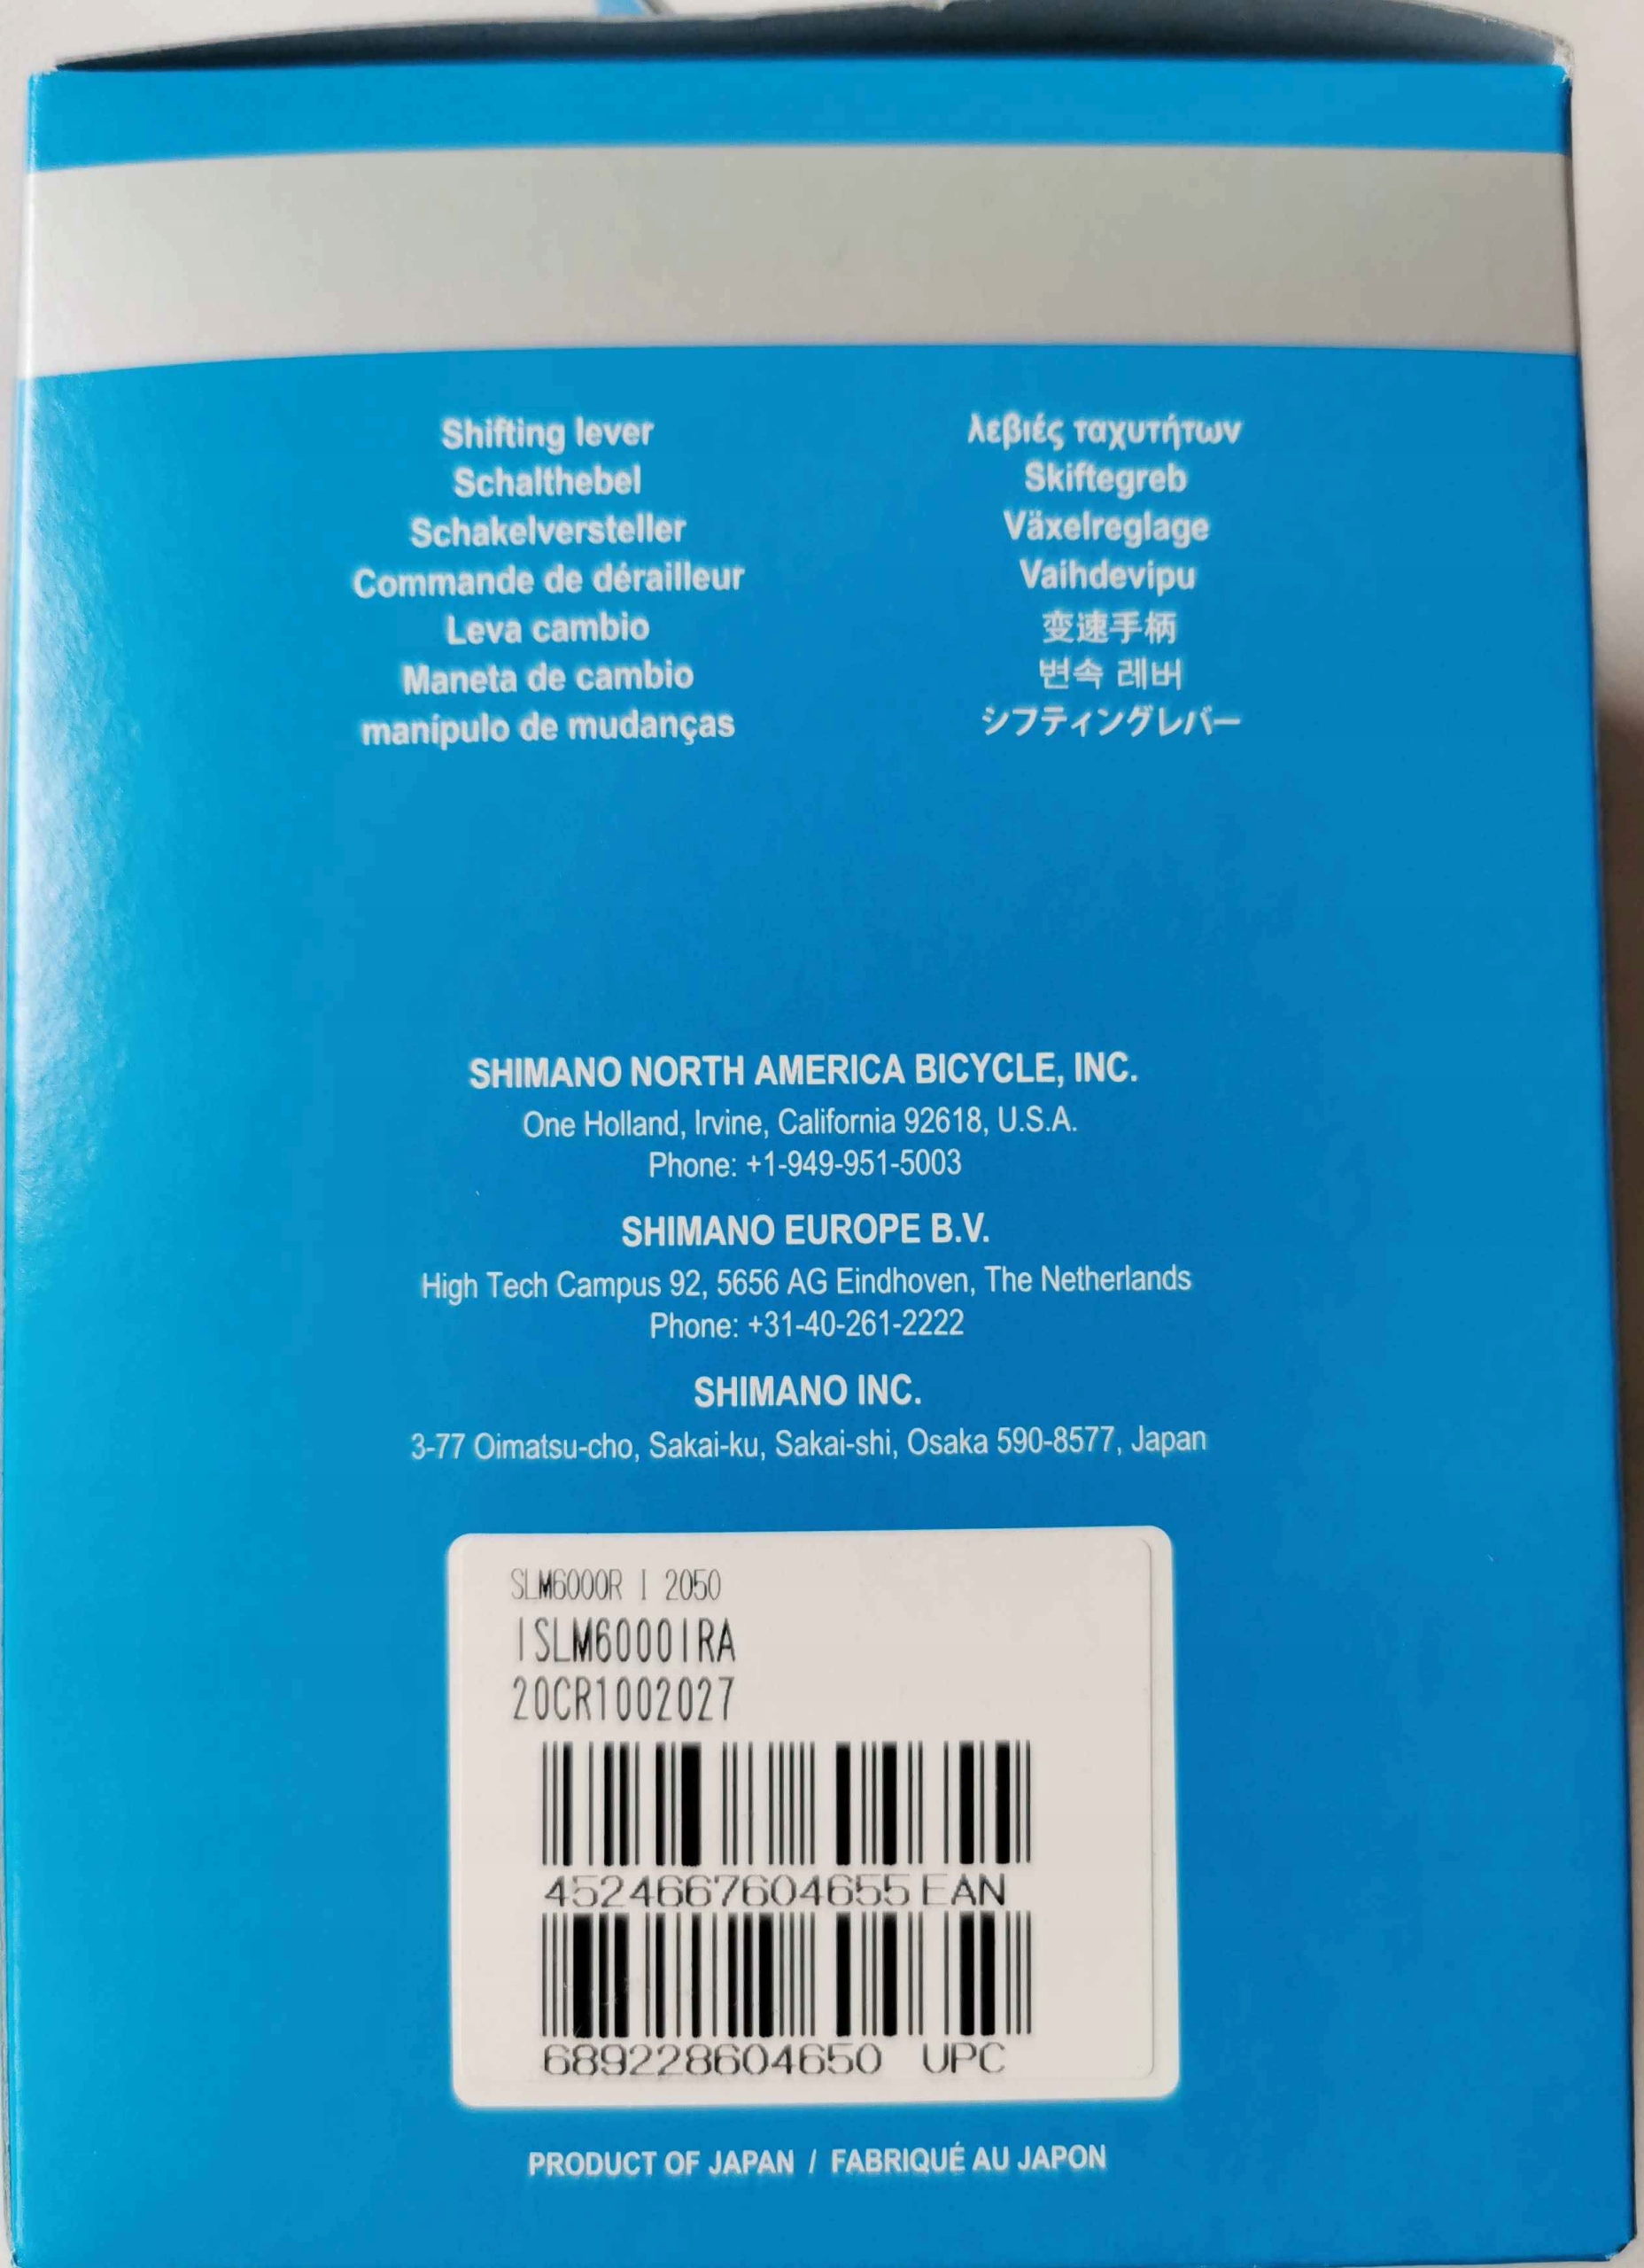 Shifting lever
Schalthebel
Schakelversteller
Commande de dérailleur
Leva cambio
Maneta de cambio
manípulo de mudanças
λεβιές ταχυτήτων
Skiftegreb
Växelreglage
Vaihdevipu
变速手柄
변속 레버
シフティングレバー
SHIMANO NORTH AMERICA BICYCLE, INC.
One Holland, Irvine, California 92618, U.S.A.
Phone: +1-949-951-5003
SHIMANO EUROPE B.V.
High Tech Campus 92, 5656 AG Eindhoven, The Netherlands
Phone: +31-40-261-2222
SHIMANO INC.
3-77 Oimatsu-cho, Sakai-ku, Sakai-shi, Osaka 590-8577, Japan
SLM6000R I 2050
ISLM6000IRA
20CR1002027
4524667604655 EAN
689228604650 UPC
PRODUCT OF JAPAN / FABRIQUÉ AU JAPON